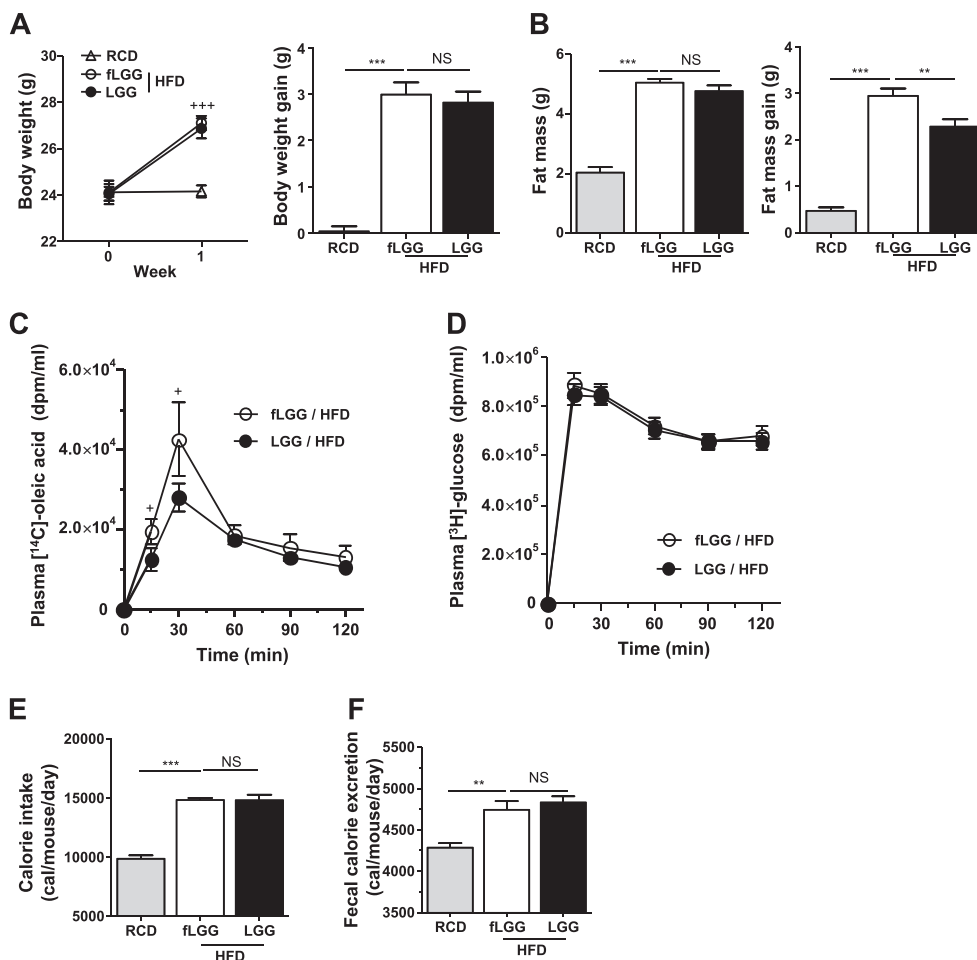 A
Body weight (g)
30
28
26
24
22
RCD
fLGG
LGG
HFD
+++
0
1
Week
Body weight gain (g)
4
3
2
1
0
***
NS
RCD
fLGG
LGG
HFD
B
Fat mass (g)
6
4
2
0
***
NS
RCD
fLGG
LGG
HFD
Fat mass gain (g)
4
3
2
1
0
***
**
RCD
fLGG
LGG
HFD
C
Plasma [¹⁴C]-oleic acid (dpm/ml)
6.0×10⁴
4.0×10⁴
2.0×10⁴
0
+
+
fLGG / HFD
LGG / HFD
0
30
60
90
120
Time (min)
D
Plasma [³H]-glucose (dpm/ml)
1.0×10⁶
8.0×10⁵
6.0×10⁵
4.0×10⁵
2.0×10⁵
0
fLGG / HFD
LGG / HFD
0
30
60
90
120
Time (min)
E
Calorie intake
(cal/mouse/day)
20000
15000
10000
5000
***
NS
RCD
fLGG
LGG
HFD
F
Fecal calorie excretion
(cal/mouse/day)
5500
5000
4750
4500
4250
4000
3500
**
NS
RCD
fLGG
LGG
HFD